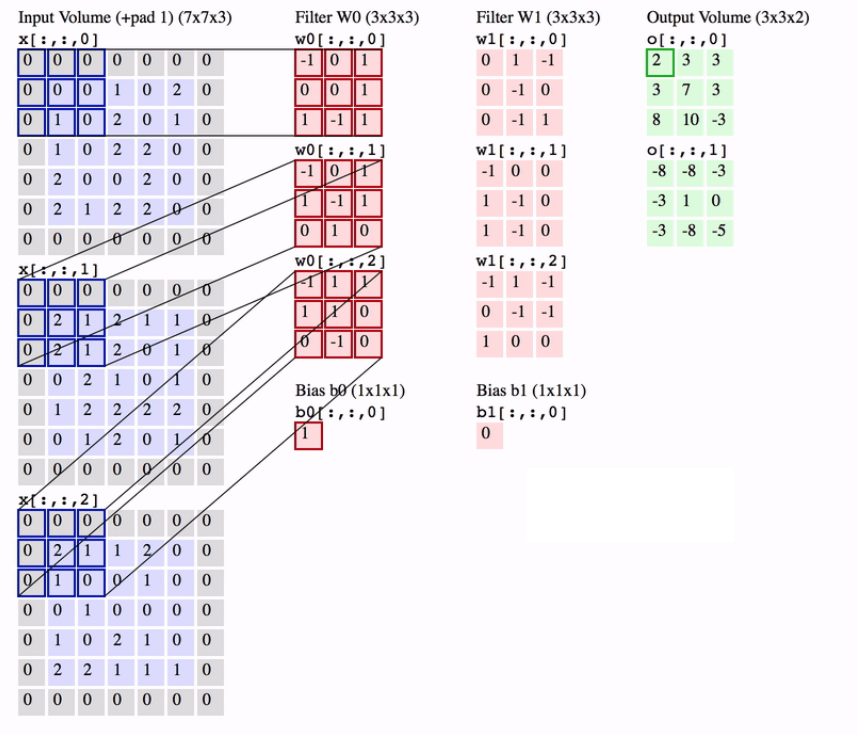 Input Volume (+pad 1) (7x7x3)
x[:,:,0]
0 0 0 0 0 0 0
0 0 0 1 0 2 0
0 1 0 2 0 1 0
0 1 0 2 2 0 0
0 2 0 0 2 0 0
0 2 1 2 2 0 0
0 0 0 0 0 0 0
x[:,:,1]
0 0 0 0 0 0 0
0 2 1 2 1 1 0
0 2 1 2 0 1 0
0 0 2 1 0 1 0
0 1 2 2 2 2 0
0 0 1 2 0 1 0
0 0 0 0 0 0 0
x[:,:,2]
0 0 0 0 0 0 0
0 2 1 1 2 0 0
0 1 0 0 1 0 0
0 0 1 0 0 0 0
0 1 0 2 1 0 0
0 2 2 1 1 1 0
0 0 0 0 0 0 0
Filter W0 (3x3x3)
w0[:,:,0]
-1 0 1
0 0 1
1 -1 1
w0[:,:,1]
-1 0 1
1 -1 1
0 1 0
w0[:,:,2]
-1 1 1
1 1 0
0 -1 0
Bias b0 (1x1x1)
b0[:,:,0]
1
Filter W1 (3x3x3)
w1[:,:,0]
0 1 -1
0 -1 0
0 -1 1
w1[:,:,1]
-1 0 0
1 -1 0
1 -1 0
w1[:,:,2]
-1 1 -1
0 -1 -1
1 0 0
Bias b1 (1x1x1)
b1[:,:,0]
0
Output Volume (3x3x2)
o[:,:,0]
2 3 3
3 7 3
8 10 -3
o[:,:,1]
-8 -8 -3
-3 1 0
-3 -8 -5